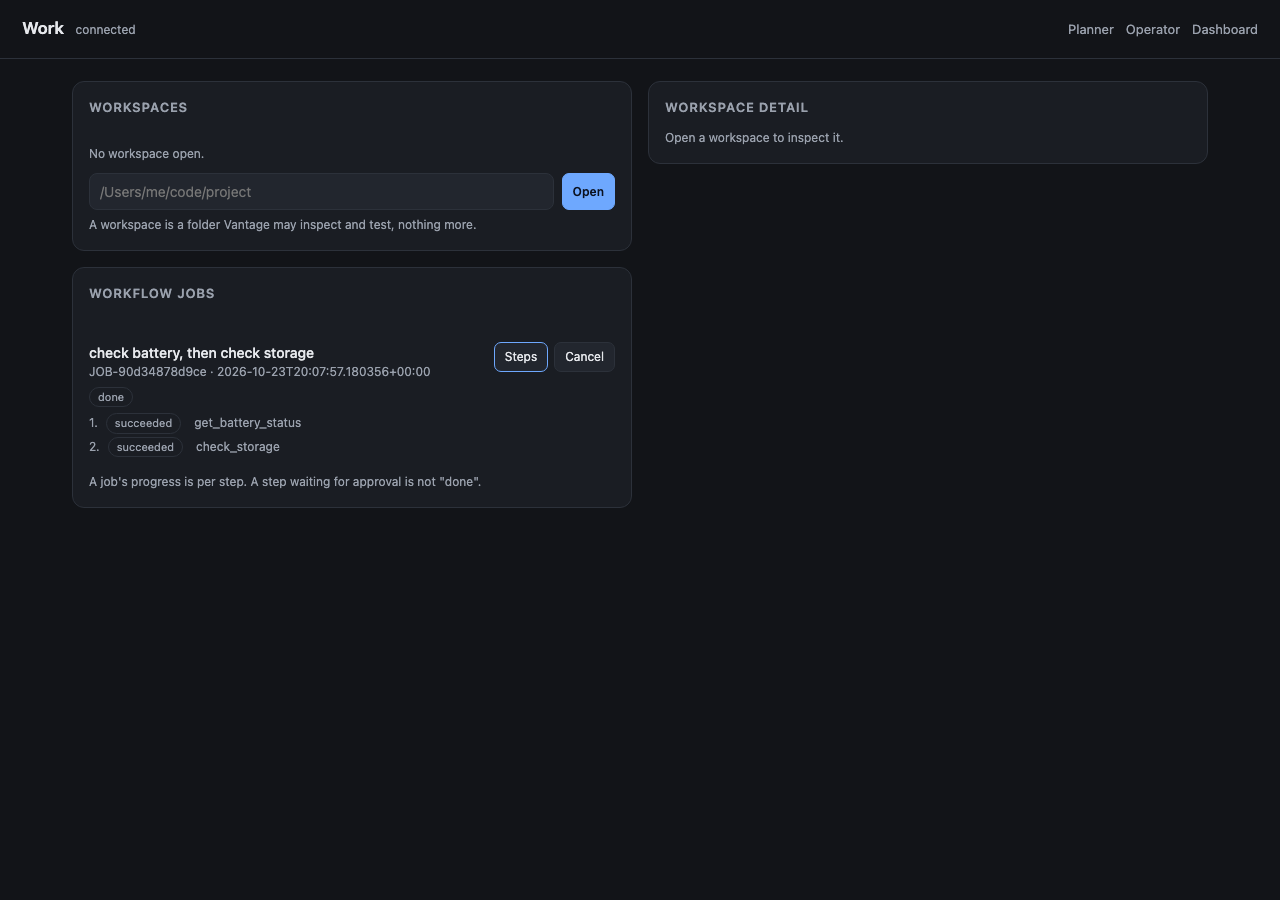 Work connected
Planner Operator Dashboard
WORKSPACES
No workspace open.
/Users/me/code/project
Open
A workspace is a folder Vantage may inspect and test, nothing more.
WORKFLOW JOBS
check battery, then check storage
JOB-90d34878d9ce · 2026-10-23T20:07:57.180356+00:00
Steps Cancel
done
1. succeeded get_battery_status
2. succeeded check_storage
A job's progress is per step. A step waiting for approval is not "done".
WORKSPACE DETAIL
Open a workspace to inspect it.